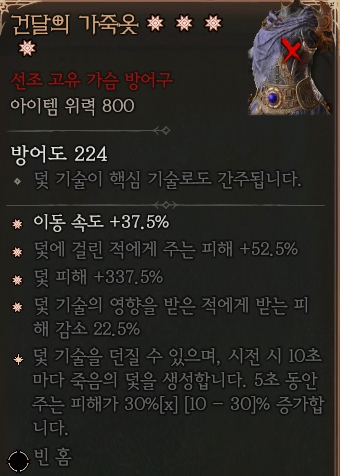 건달의 가죽옷
선조 고유 가슴 방어구
아이템 위력 800
방어도 224
덫 기술이 핵심 기술로도 간주됩니다.
이동 속도 +37.5%
덫에 걸린 적에게 주는 피해 +52.5%
덫 피해 +337.5%
덫 기술의 영향을 받은 적에게 받는 피
해 감소 22.5%
덫 기술을 던질 수 있으며, 시전 시 10초
마다 죽음의 덫을 생성합니다. 5초 동안
주는 피해가 30%[x] [10 - 30]% 증가합
니다.
빈 홈